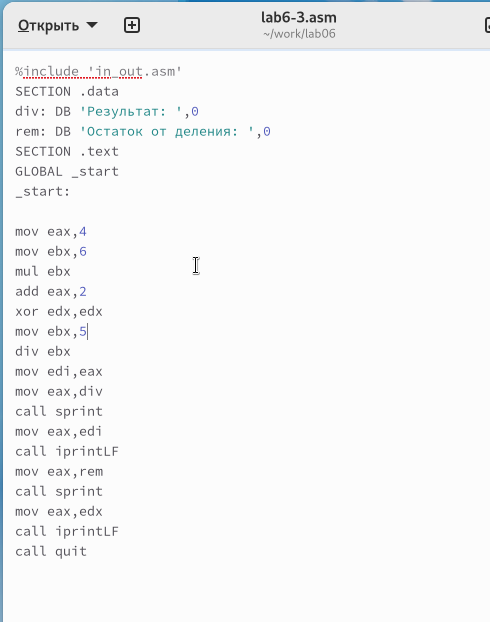 Открыть
lab6-3.asm
~/work/lab06
%include 'in_out.asm'
SECTION .data
div: DB 'Результат: ',0
rem: DB 'Остаток от деления: ',0
SECTION .text
GLOBAL _start
_start:
mov eax,4
mov ebx,6
mul ebx
add eax,2
xor edx,edx
mov ebx,5
div ebx
mov edi,eax
mov eax,div
call sprint
mov eax,edi
call iprintLF
mov eax,rem
call sprint
mov eax,edx
call iprintLF
call quit